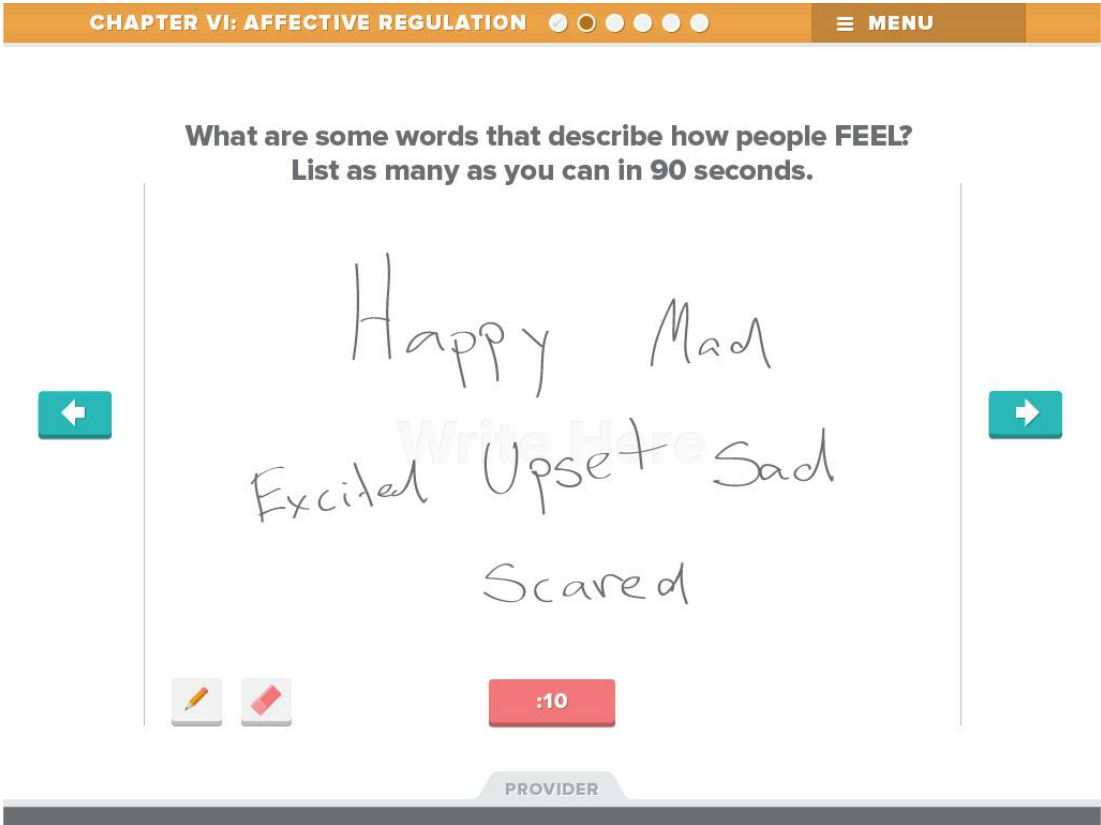 CHAPTER VI: AFFECTIVE REGULATION MENU
What are some words that describe how people FEEL?
List as many as you can in 90 seconds.
Happy Mad
Write Here
Excited Upset Sad
Scared
:10
PROVIDER